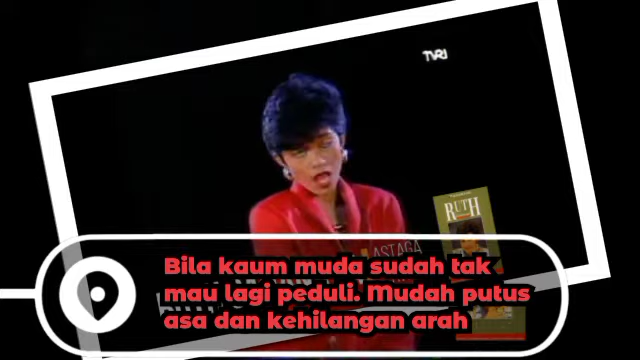 TVRI
RUTH
ASTAGA
Bila kaum muda sudah tak
mau lagi peduli. Mudah putus
asa dan kehilangan arah